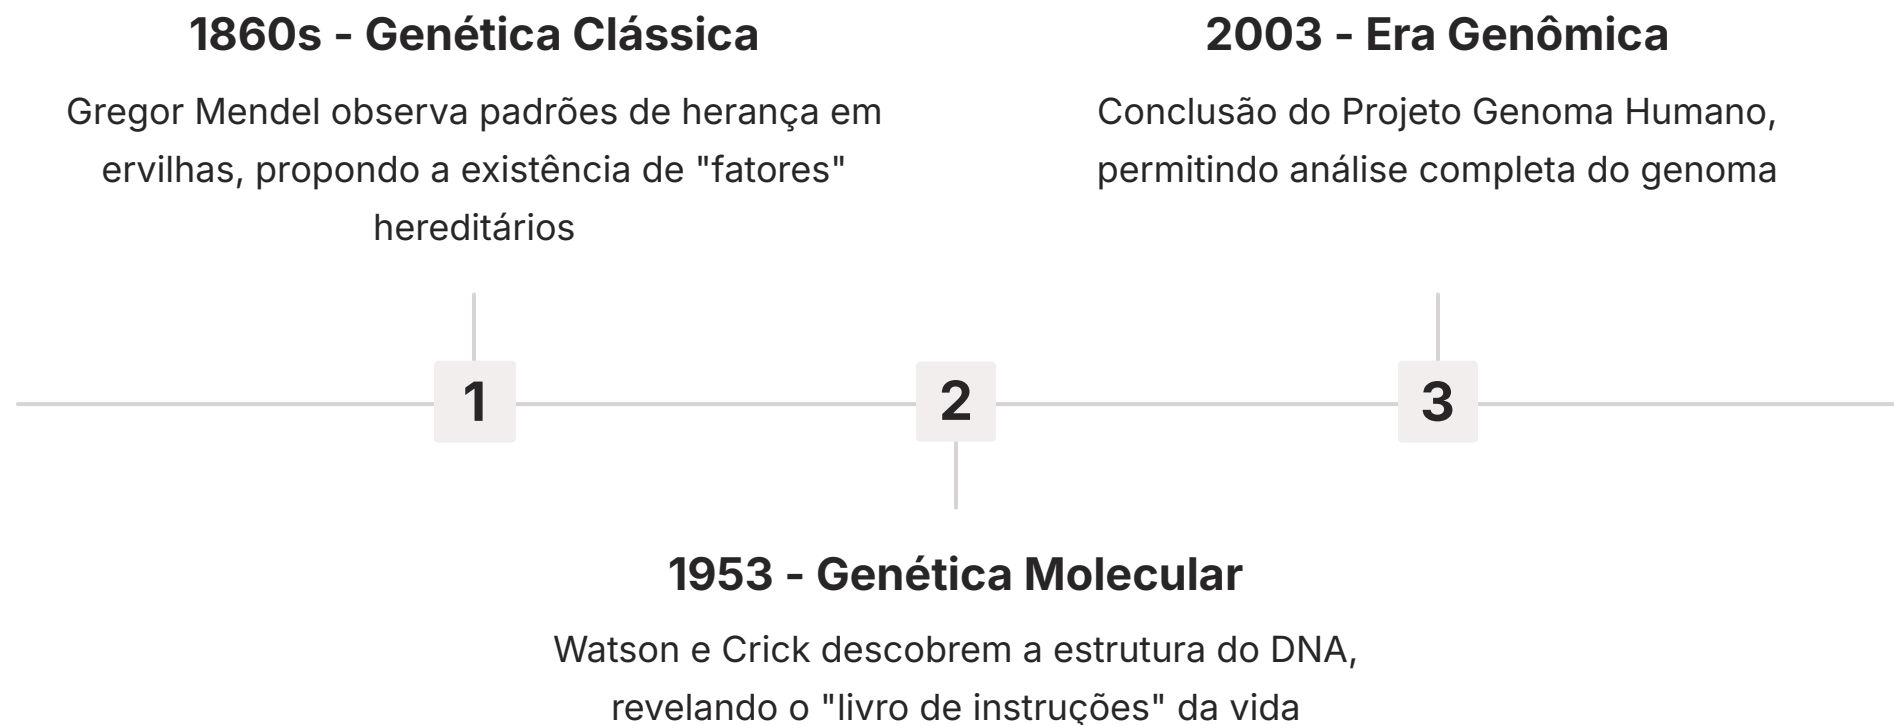 1860s - Genética Clássica
Gregor Mendel observa padrões de herança em
ervilhas, propondo a existência de "fatores"
hereditários
2003 - Era Genômica
Conclusão do Projeto Genoma Humano,
permitindo análise completa do genoma
1
2
3
1953 - Genética Molecular
Watson e Crick descobrem a estrutura do DNA,
revelando o "livro de instruções" da vida